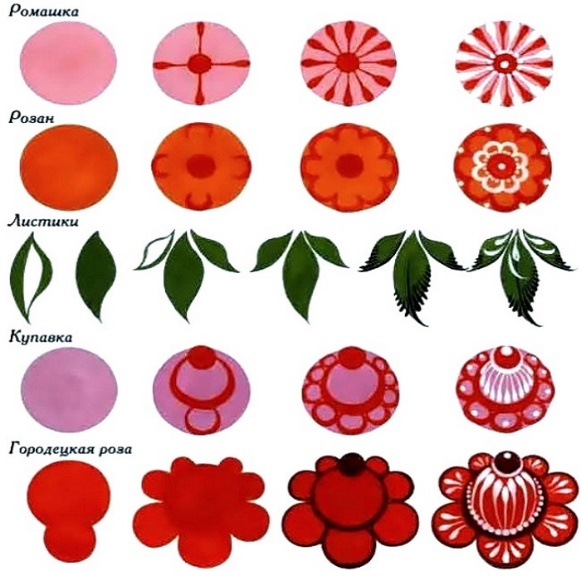 Ромашка
Розан
Листики
Купавка
Городецкая роза